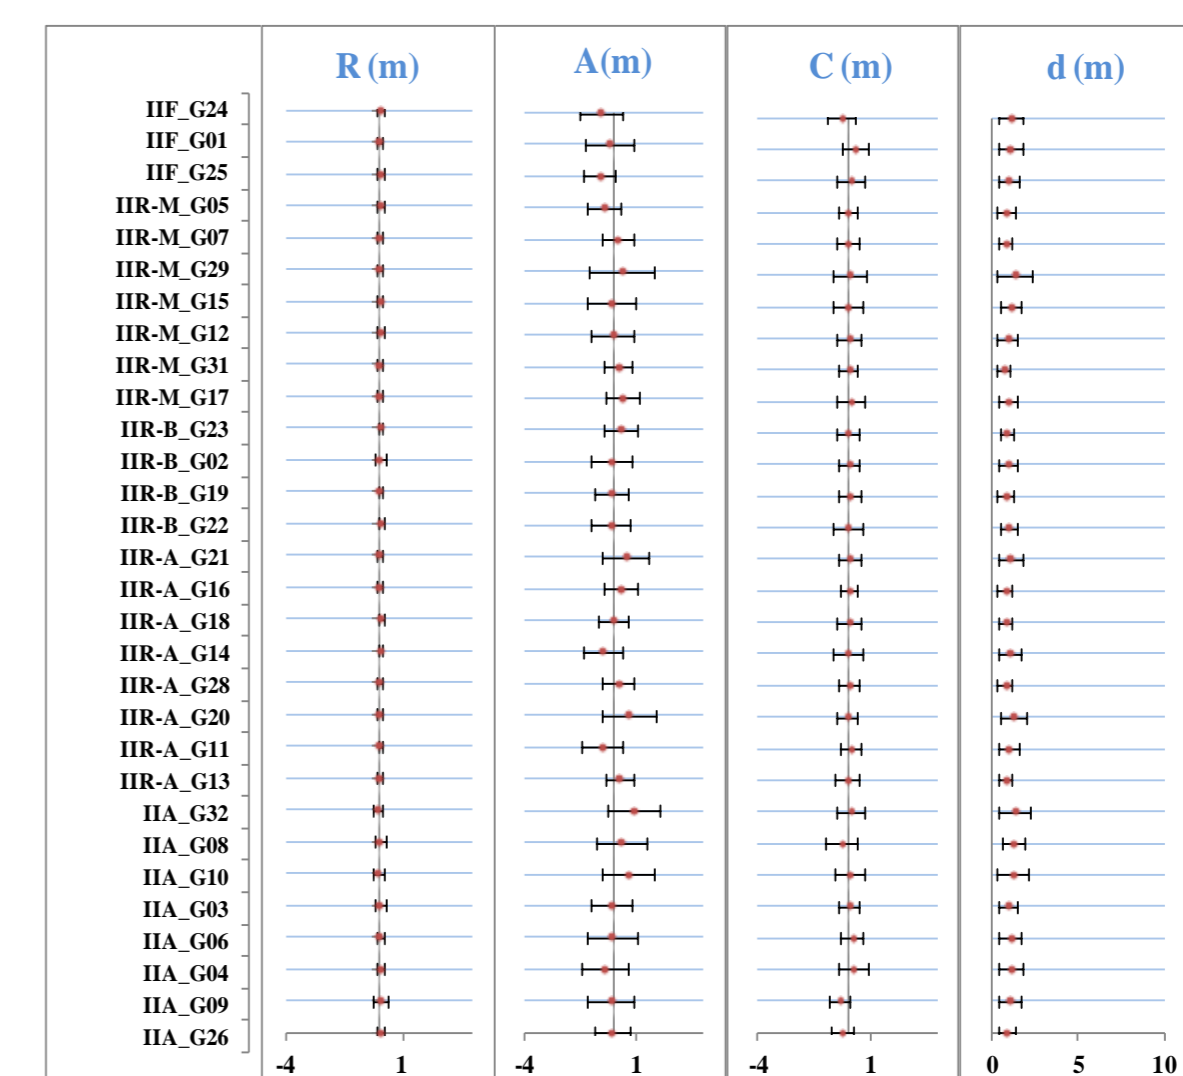 R (m) A(m) C (m) d (m)
IIF_G24
IIF_G01
IIF_G25
IIR-M_G05
IIR-M_G07
IIR-M_G29
IIR-M_G15
IIR-M_G12
IIR-M_G31
IIR-M_G17
IIR-B_G23
IIR-B_G02
IIR-B_G19
IIR-B_G22
IIR-A_G21
IIR-A_G16
IIR-A_G18
IIR-A_G14
IIR-A_G28
IIR-A_G20
IIR-A_G11
IIR-A_G13
IIA_G32
IIA_G08
IIA_G10
IIA_G03
IIA_G06
IIA_G04
IIA_G09
IIA_G26
-4 1 -4 1 -4 1 0 5 10